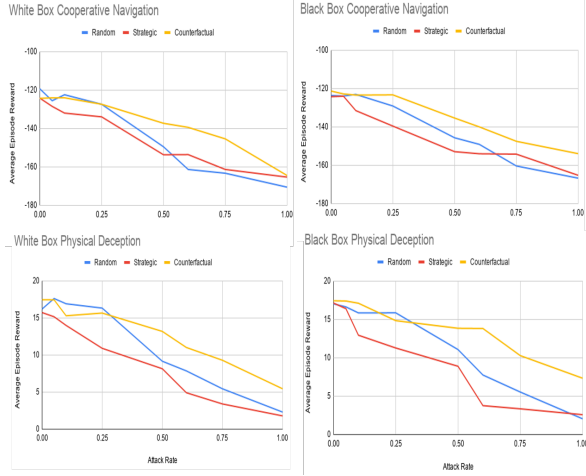 White Box Cooperative Navigation
Random Strategic Counterfactual
Average Episode Reward
-100
-120
-140
-160
-180
0.00 0.25 0.50 0.75 1.00
Black Box Cooperative Navigation
Random Strategic Counterfactual
Average Episode Reward
-100
-120
-140
-160
-180
0.00 0.25 0.50 0.75 1.00
White Box Physical Deception
Random Strategic Counterfactual
Average Episode Reward
20
15
10
5
0
0.00 0.25 0.50 0.75 1.00
Attack Rate
Black Box Physical Deception
Random Strategic Counterfactual
Average Episode Reward
20
15
10
5
0
0.00 0.25 0.50 0.75 1.00
Attack Rate